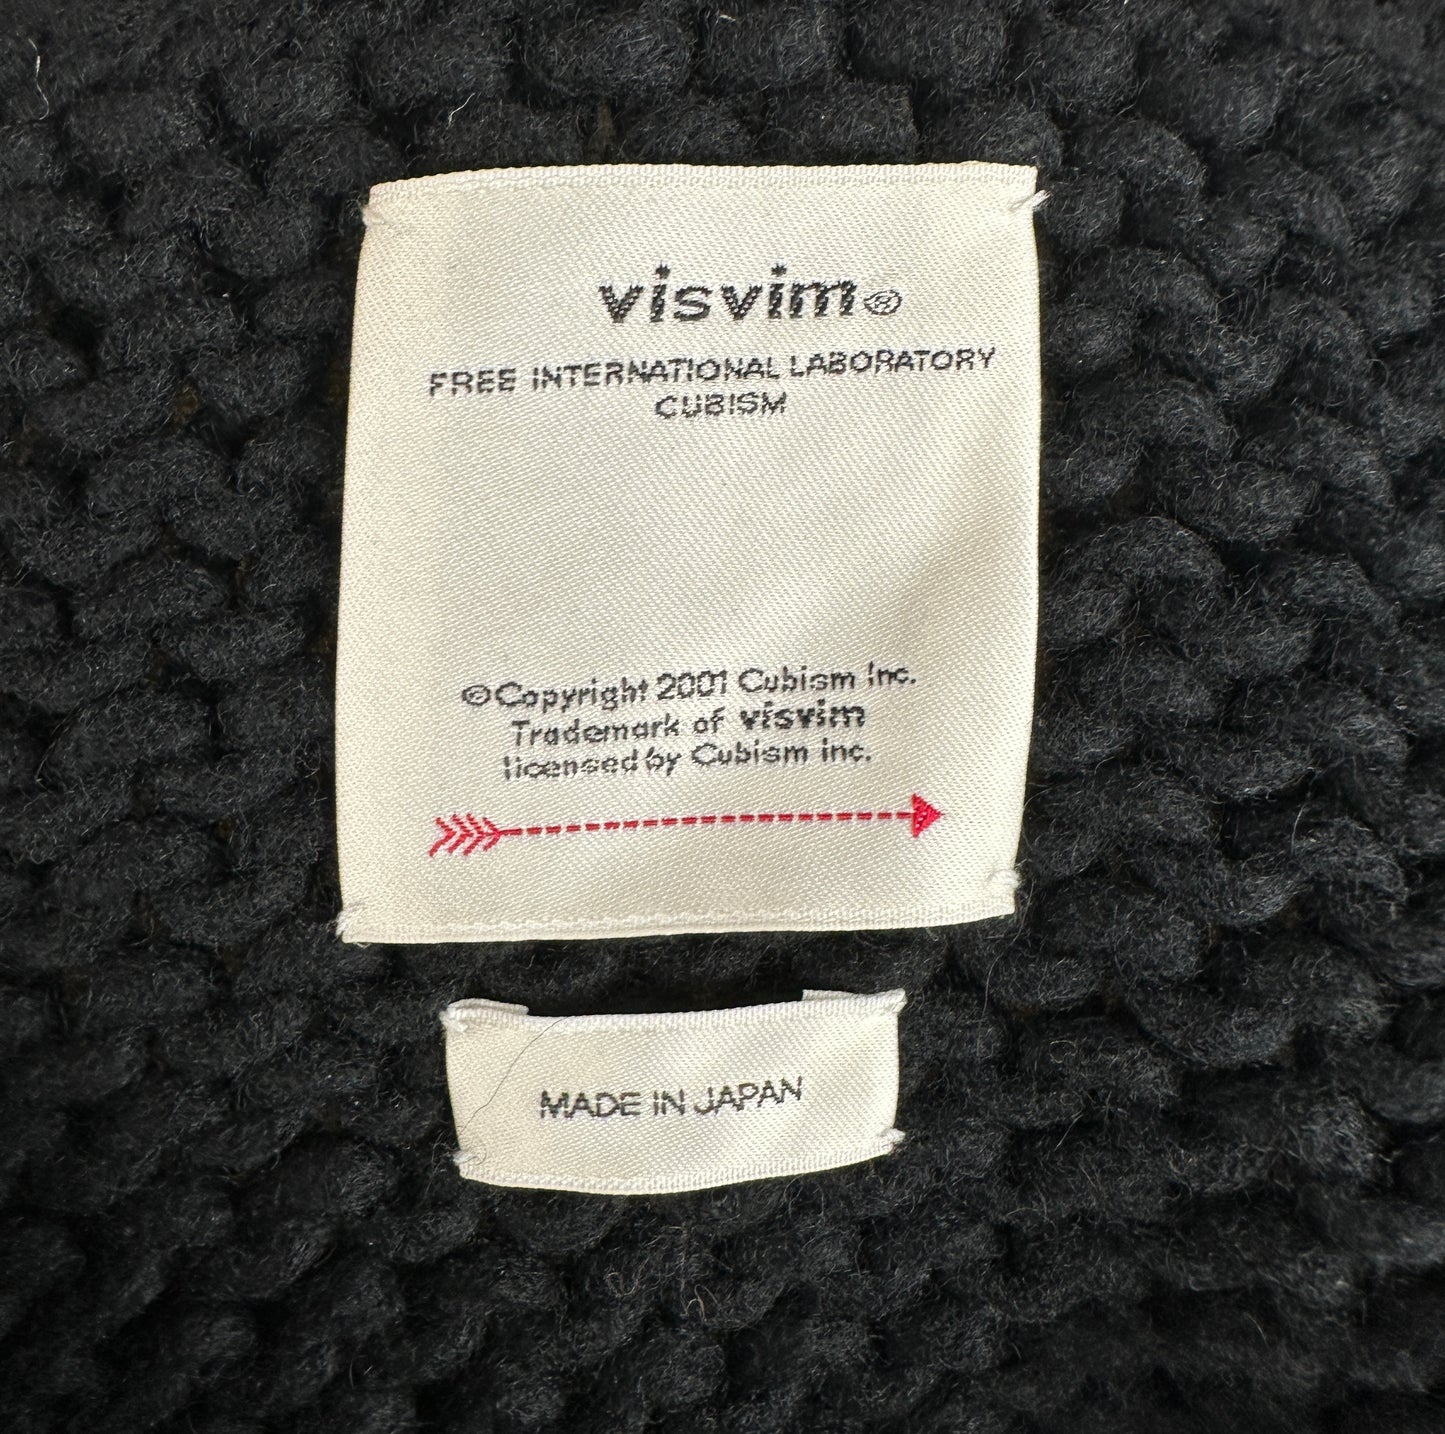 visvim®
FREE INTERNATIONAL LABORATORY
CUBISM
©Copyright 2001 Cubism Inc.
Trademark of visvim
licensed by Cubism inc.
MADE IN JAPAN